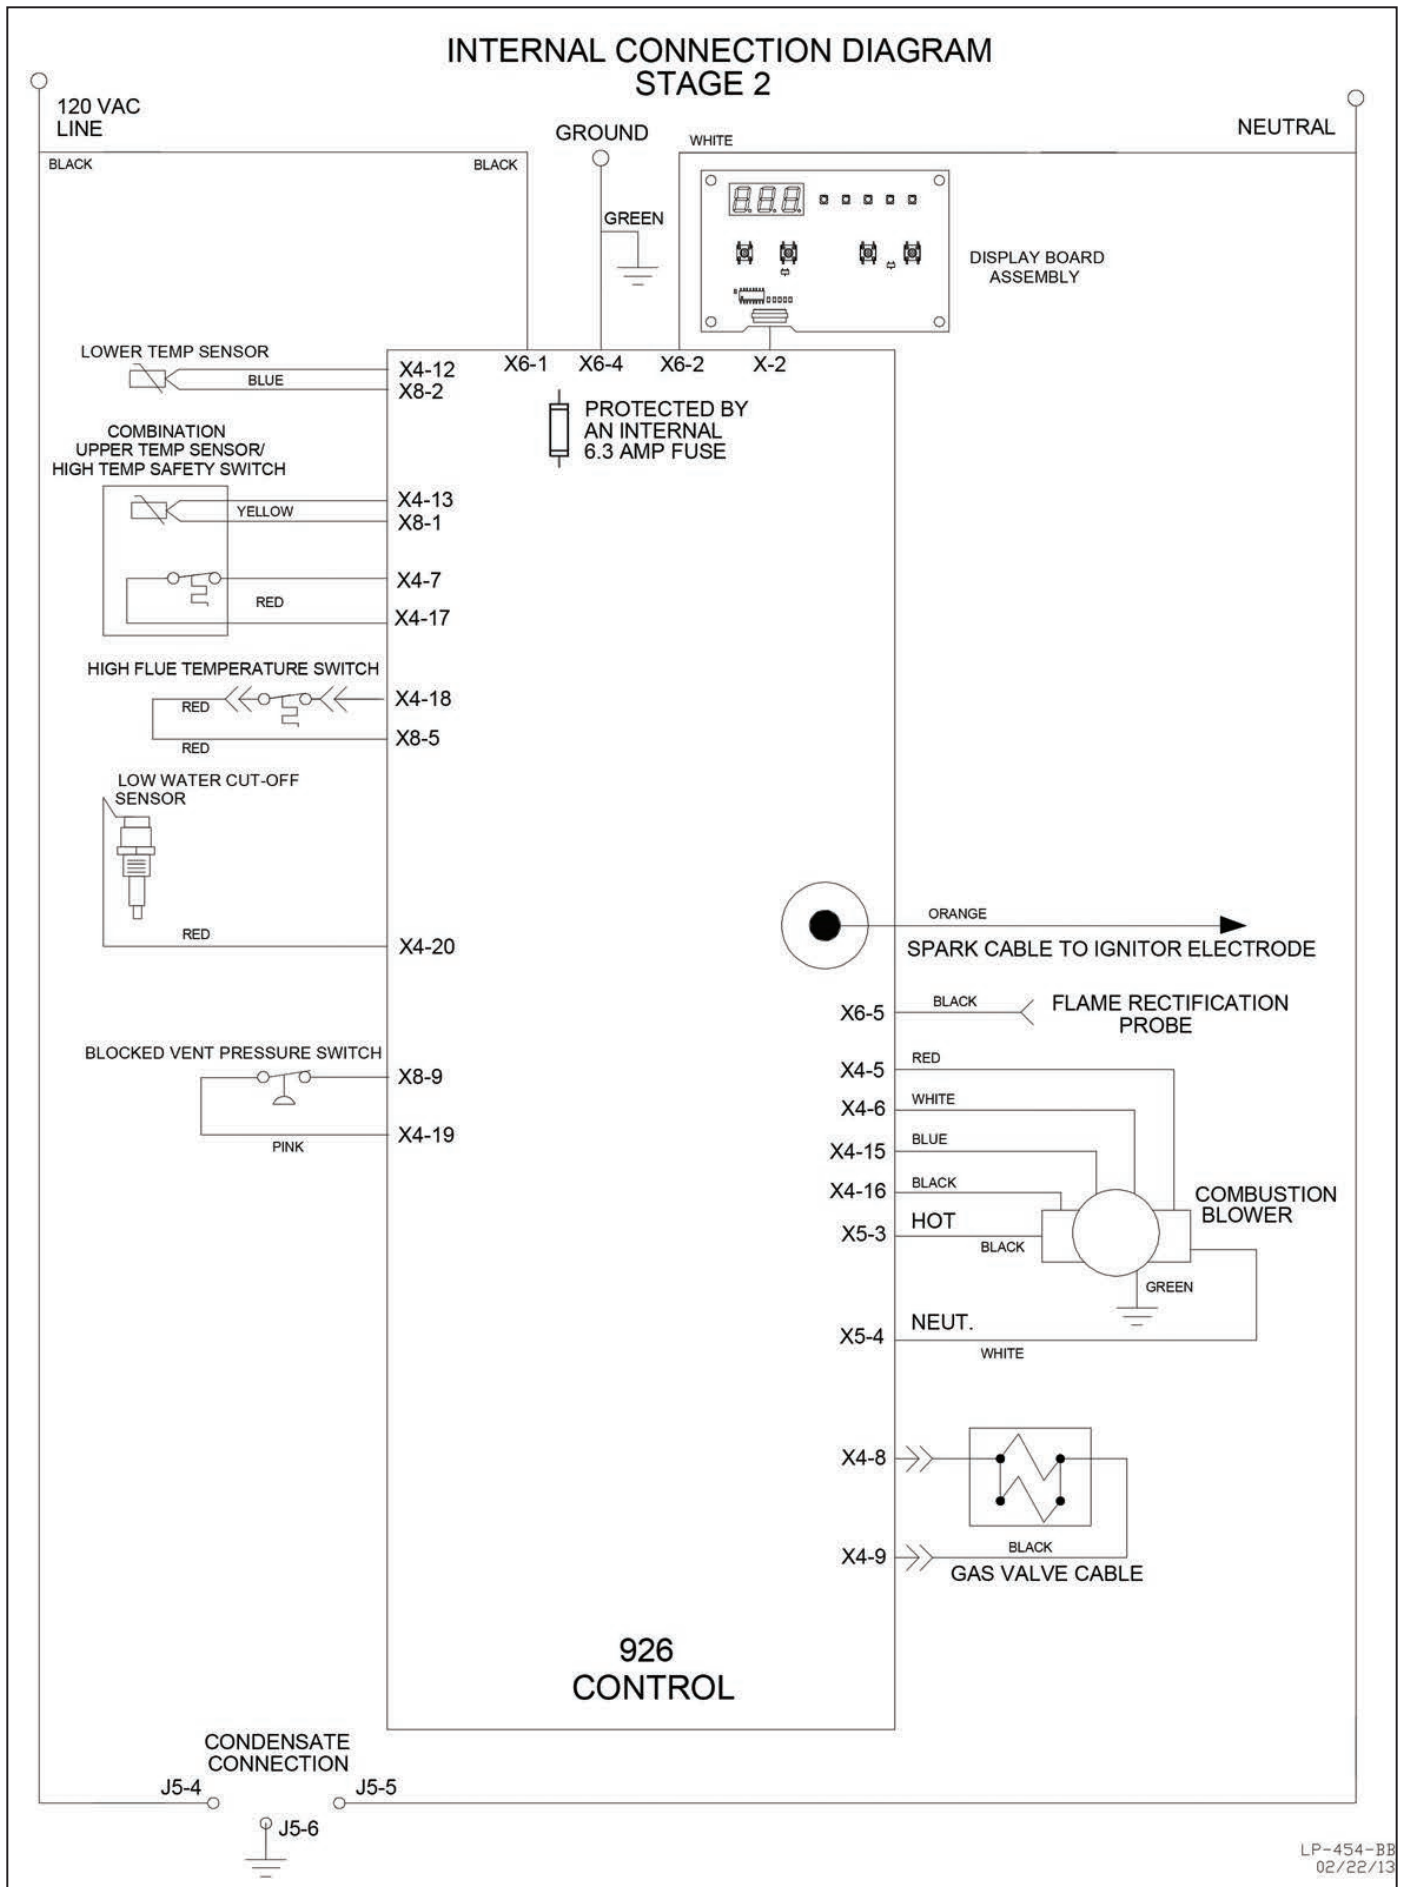 INTERNAL CONNECTION DIAGRAM
STAGE 2
120 VAC
LINE
GROUND
NEUTRAL
WHITE
BLACK
BLACK
GREEN
DISPLAY BOARD
ASSEMBLY
LOWER TEMP SENSOR
BLUE
X4-12
X8-2
X6-1
X6-4
X6-2
X-2
PROTECTED BY
AN INTERNAL
6.3 AMP FUSE
COMBINATION
UPPER TEMP SENSOR/
HIGH TEMP SAFETY SWITCH
YELLOW
X4-13
X8-1
X4-7
RED
X4-17
HIGH FLUE TEMPERATURE SWITCH
RED
X4-18
RED
X8-5
LOW WATER CUT-OFF
SENSOR
RED
X4-20
ORANGE
SPARK CABLE TO IGNITOR ELECTRODE
X6-5
BLACK
FLAME RECTIFICATION
PROBE
BLOCKED VENT PRESSURE SWITCH
X8-9
PINK
X4-19
X4-5
RED
X4-6
WHITE
X4-15
BLUE
X4-16
BLACK
X5-3
HOT
BLACK
COMBUSTION
BLOWER
GREEN
X5-4
NEUT.
WHITE
X4-8
X4-9
BLACK
GAS VALVE CABLE
926
CONTROL
CONDENSATE
CONNECTION
J5-4
J5-5
J5-6
LP-454-BB
02/22/13